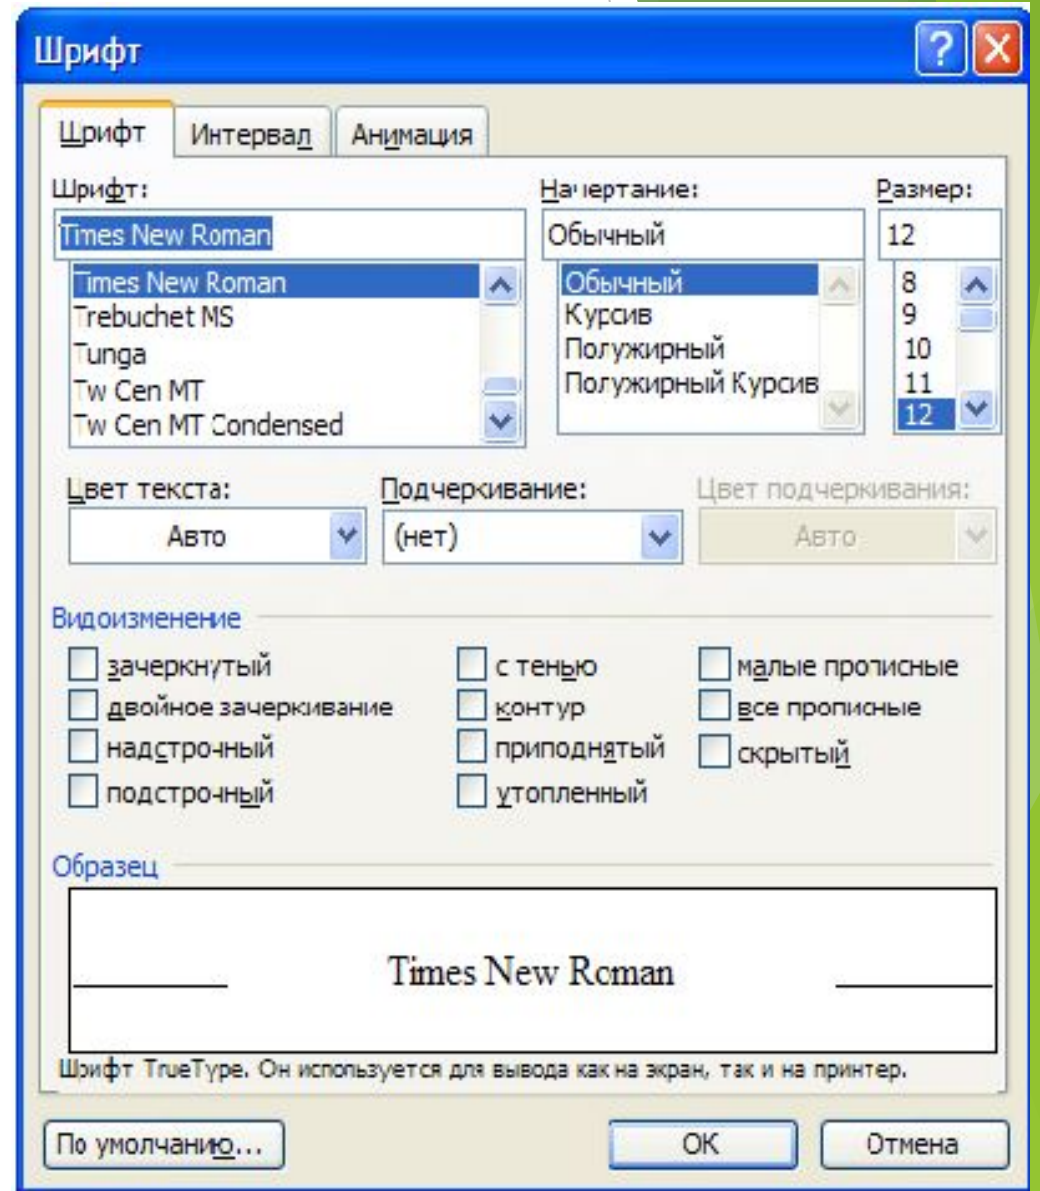 Шрифт
Шрифт Интервал Анимация
Шрифт: Начертание: Размер:
Times New Roman Обычный 12
Times New Roman Обычный 8
Trebuchet MS Курсив 9
Tunga Полужирный 10
Tw Cen MT Полужирный Курсив 11
Tw Cen MT Condensed 12
Цвет текста: Подчеркивание: Цвет подчеркивания:
Авто (нет) Авто
Видоизменение
зачеркнутый с тенью малые прописные
двойное зачеркивание контур все прописные
надстрочный приподнятый скрытый
подстрочный утопленный
Образец
Times New Roman
Шрифт TrueType. Он используется для вывода как на экран, так и на принтер.
По умолчанию... ОК Отмена